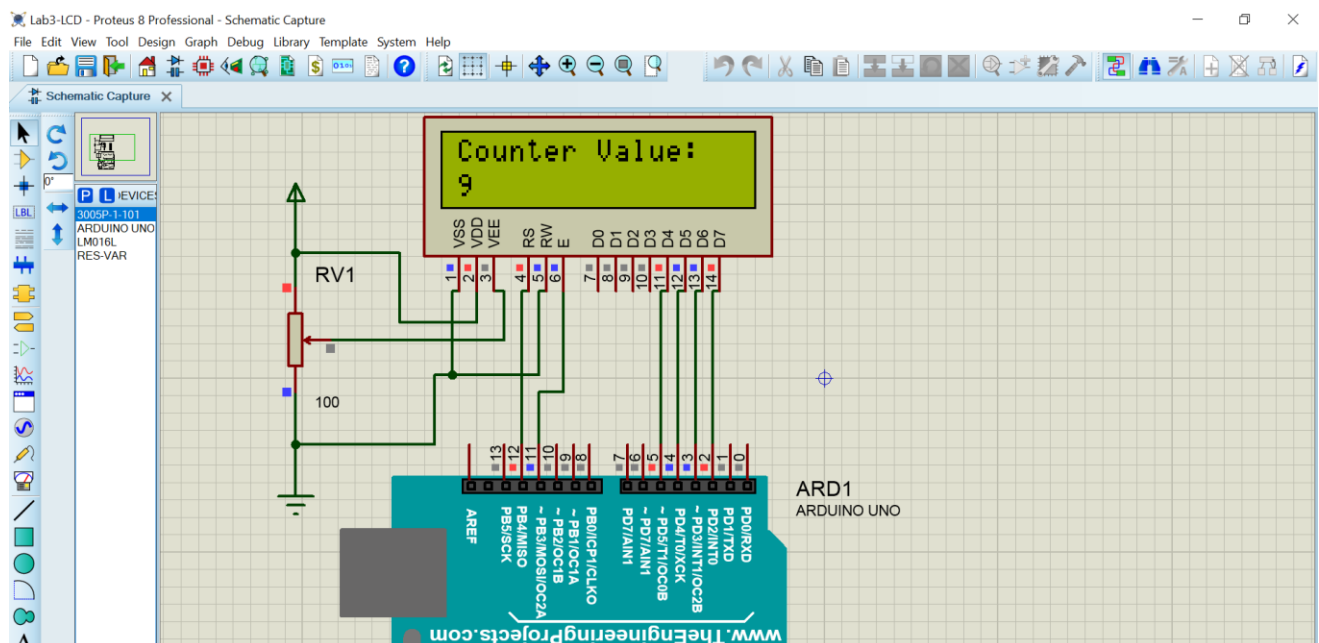 Lab3-LCD - Proteus 8 Professional - Schematic Capture
File Edit View Tool Design Graph Debug Library Template System Help
Schematic Capture
0°
P L DEVICES
3005P-1-101
ARDUINO UNO
LM016L
RES-VAR
LBL
Counter Value:
9
VSS VDD VEE RS RW E D0 D1 D2 D3 D4 D5 D6 D7
1 2 3 4 5 6 7 8 9 10 11 12 13 14
RV1
100
13 12 11 10 9 8 7 6 5 4 3 2 1 0
ARD1
ARDUINO UNO
AREF
PB5/SCK
PB4/MISO
~PB3/MOSI/OC2A
~PB2/OC1B
~PB1/OC1A
PB0/ICP1/CLKO
PD7/AIN1
~PD7/AIN1
~PD5/T1/OC0B
PD4/T0/XCK
~PD3/INT1/OC2B
PD2/INT0
PD1/TXD
PD0/RXD
www.TheEngineeringProjects.com